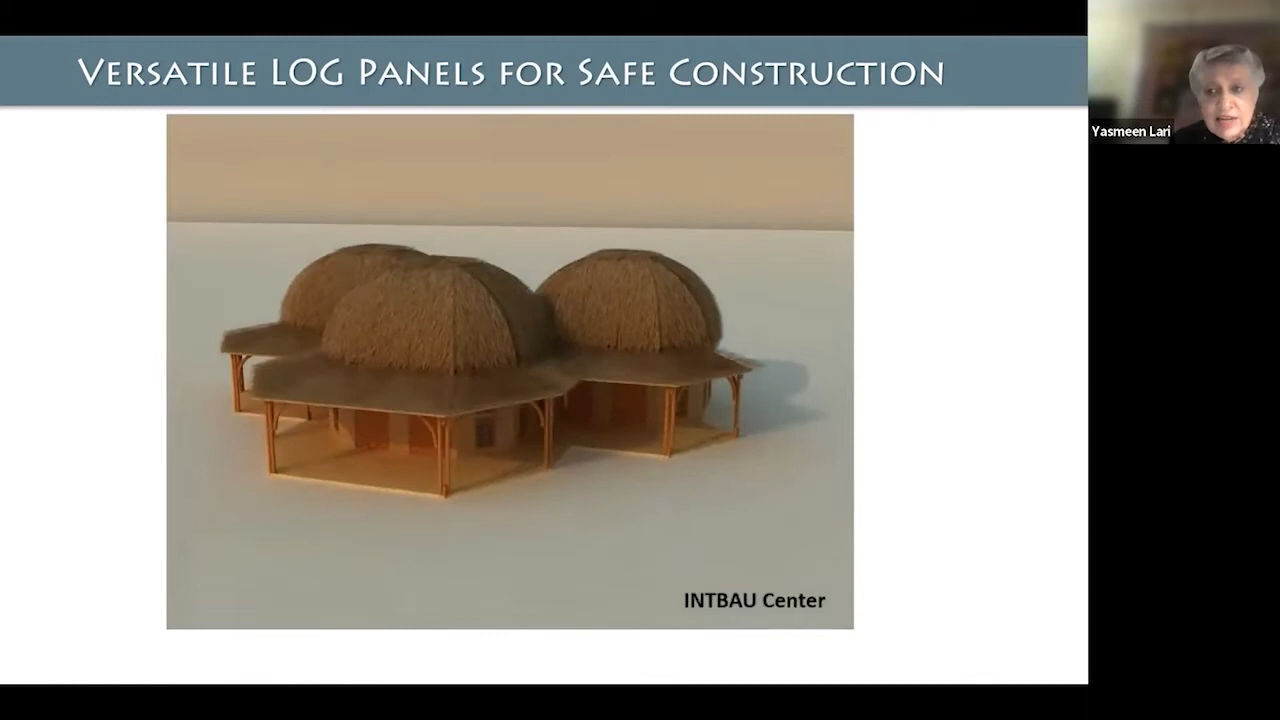 VERSATILE LOG PANELS FOR SAFE CONSTRUCTION
Yasmeen Lari
INTBAU Center